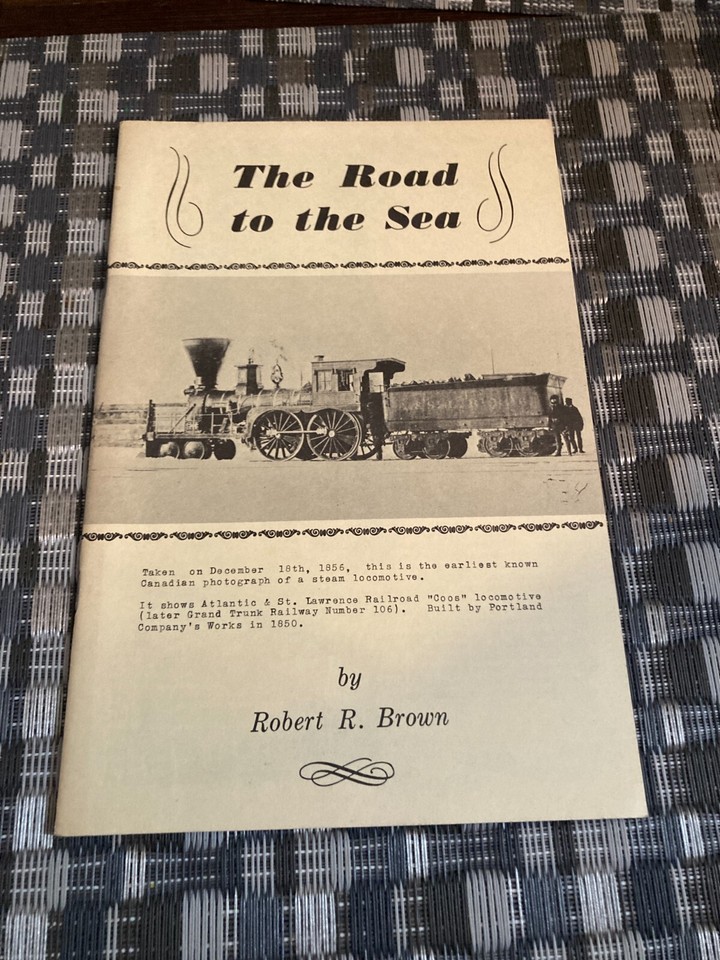 The Road
to the Sea
Taken on December 18th, 1856, this is the earliest known
Canadian photograph of a steam locomotive.
It shows Atlantic & St. Lawrence Railroad "Coos" locomotive
(later Grand Trunk Railway Number 106). Built by Portland
Company's Works in 1850.
by
Robert R. Brown